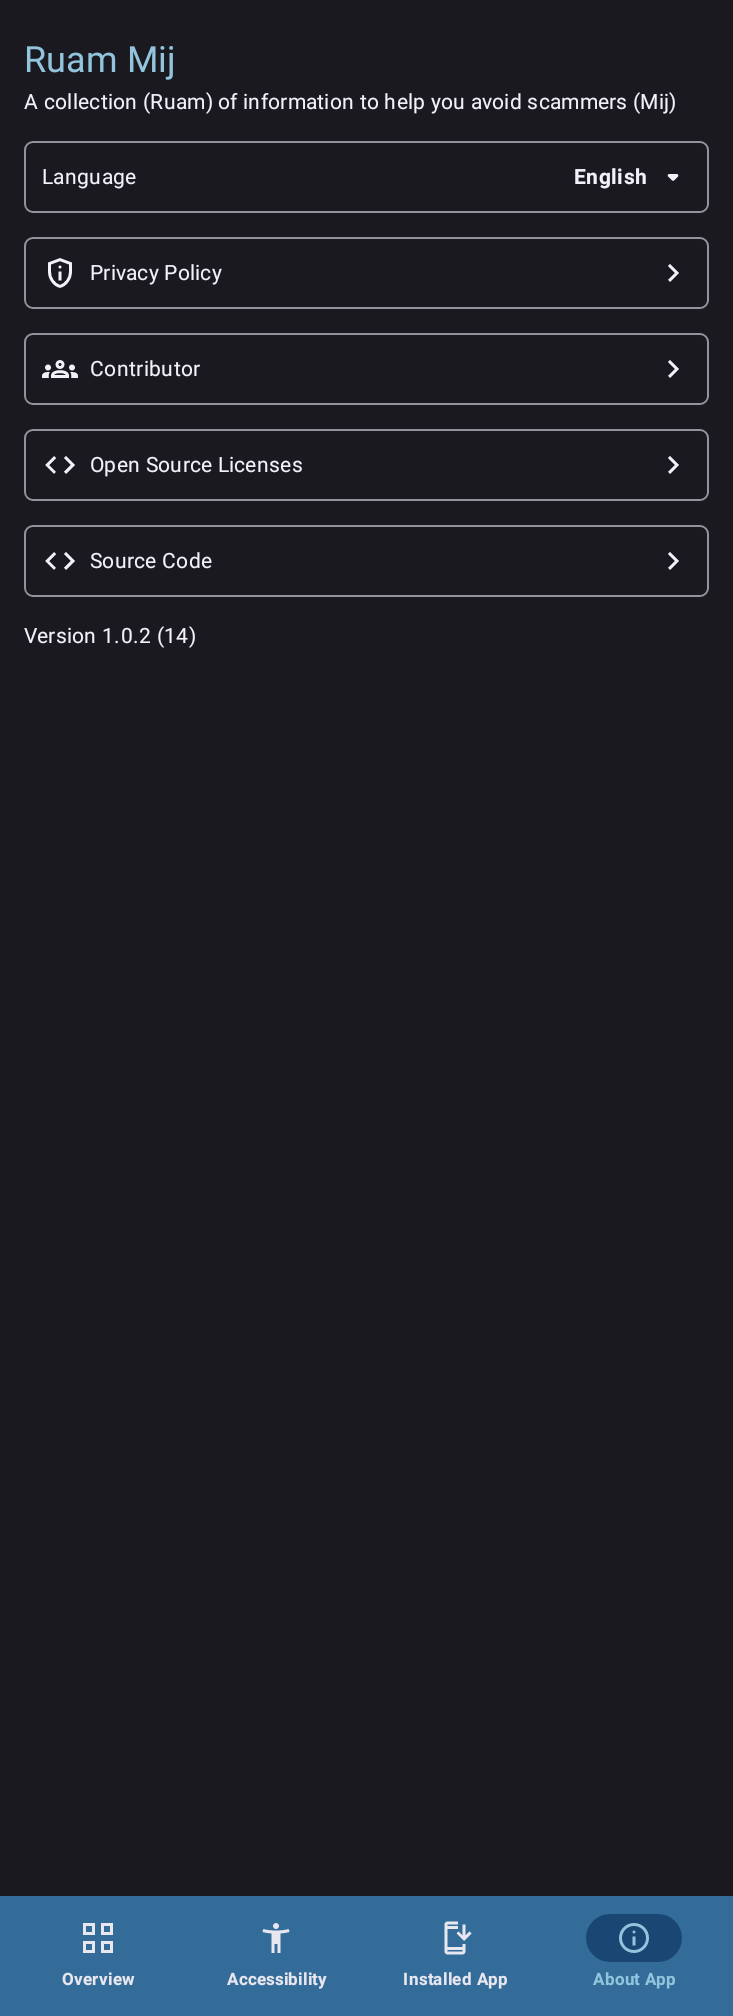 Ruam Mij
A collection (Ruam) of information to help you avoid scammers (Mij)
Language English
Privacy Policy
Contributor
Open Source Licenses
Source Code
Version 1.0.2 (14)
Overview Accessibility Installed App About App